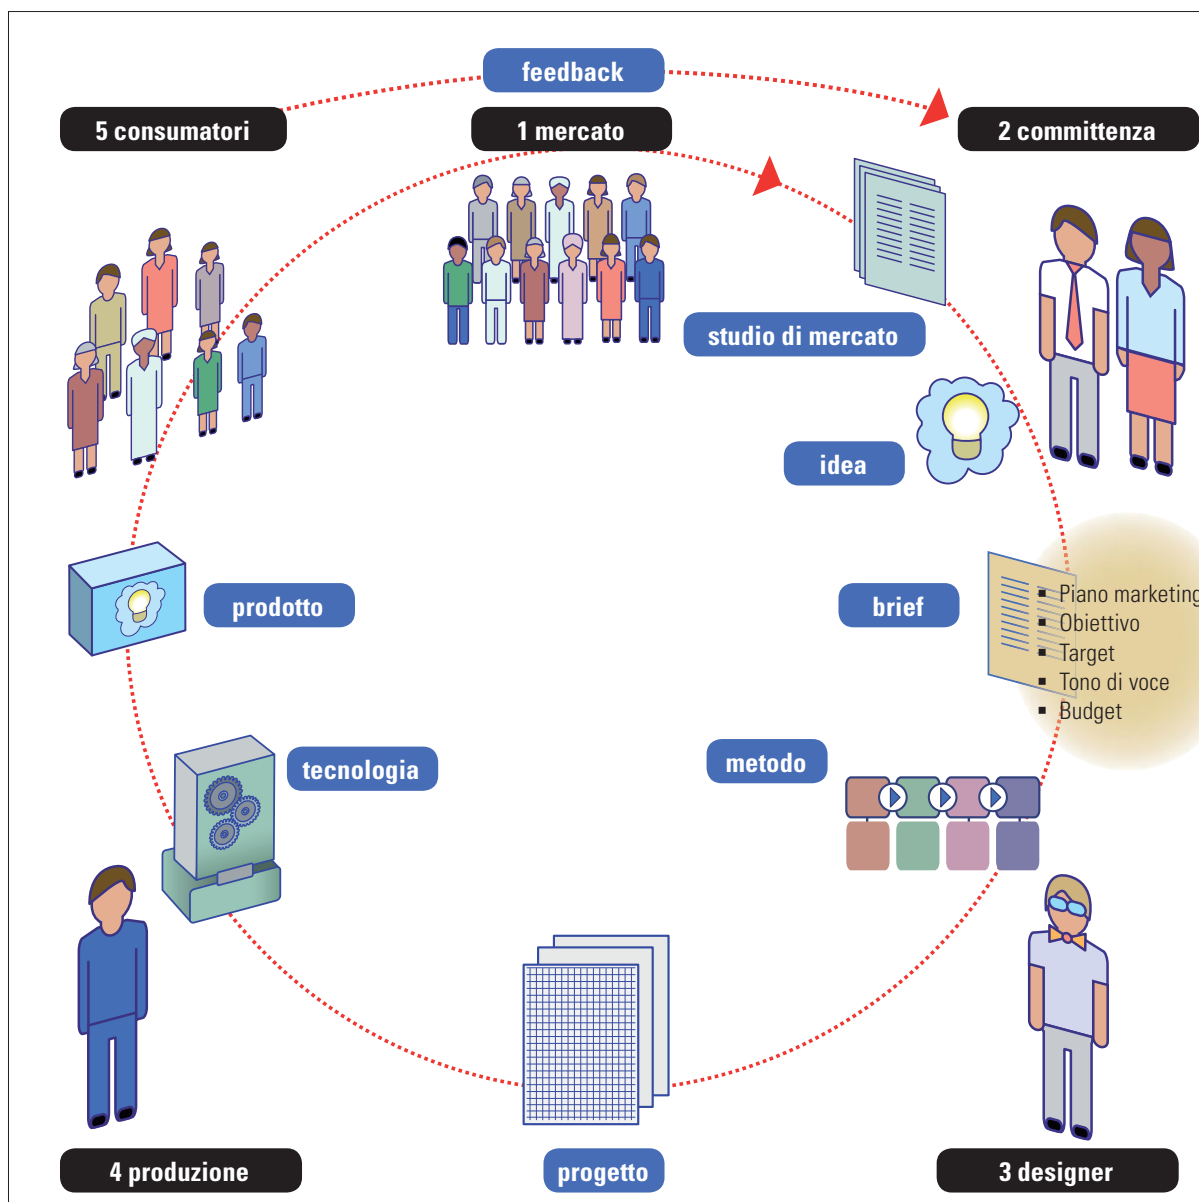 feedback
5 consumatori
1 mercato
2 committenza
studio di mercato
idea
prodotto
brief
▪ Piano marketing
▪ Obiettivo
▪ Target
▪ Tono di voce
▪ Budget
tecnologia
metodo
4 produzione
progetto
3 designer